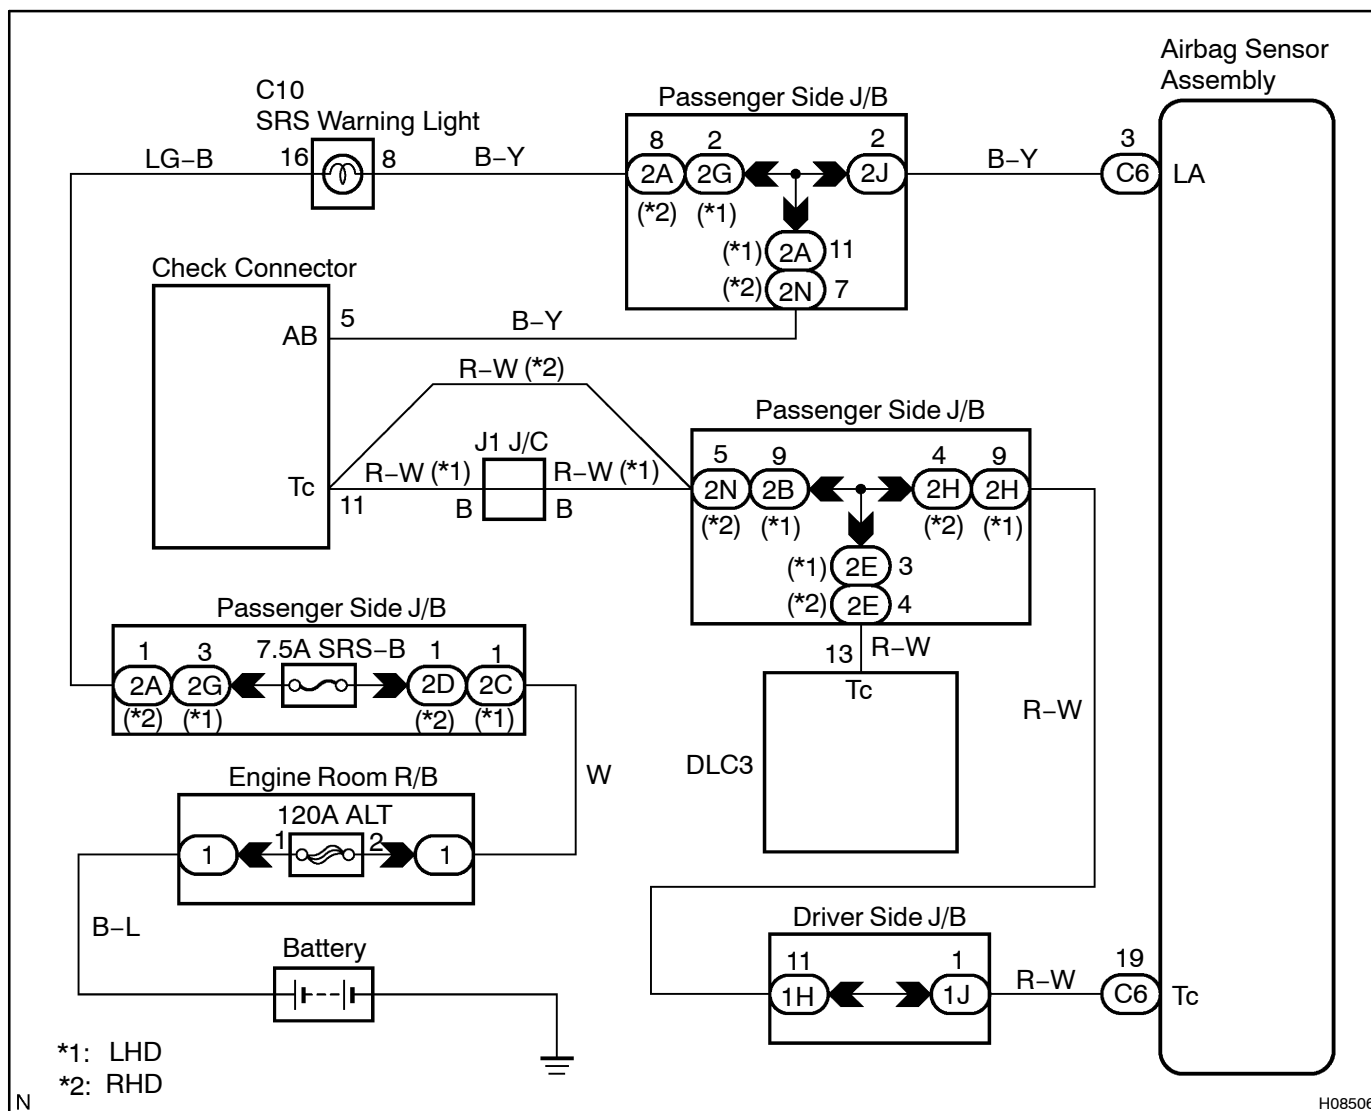 Airbag Sensor
Assembly
C10
SRS Warning Light
Passenger Side J/B
LG–B 16 8 B–Y
8 2 2
2A 2G 2J
(*2) (*1)
B–Y
3
C6 LA
(*1) 2A 11
(*2) 2N 7
Check Connector
AB 5 B–Y
R–W (*2)
Passenger Side J/B
J1 J/C
R–W (*1) R–W (*1)
Tc 11 B B
5 9 4 9
2N 2B 2H 2H
(*2) (*1) (*2) (*1)
(*1) 2E 3
(*2) 2E 4
Passenger Side J/B
1 3 7.5A SRS–B 1 1
2A 2G 2D 2C
(*2) (*1) (*2) (*1)
13 R–W
Tc
DLC3
R–W
W
Engine Room R/B
120A ALT
1 1 2 1
B–L
Battery
Driver Side J/B
11 1
1H 1J
R–W
19
C6 Tc
*1: LHD
*2: RHD
N
H08506